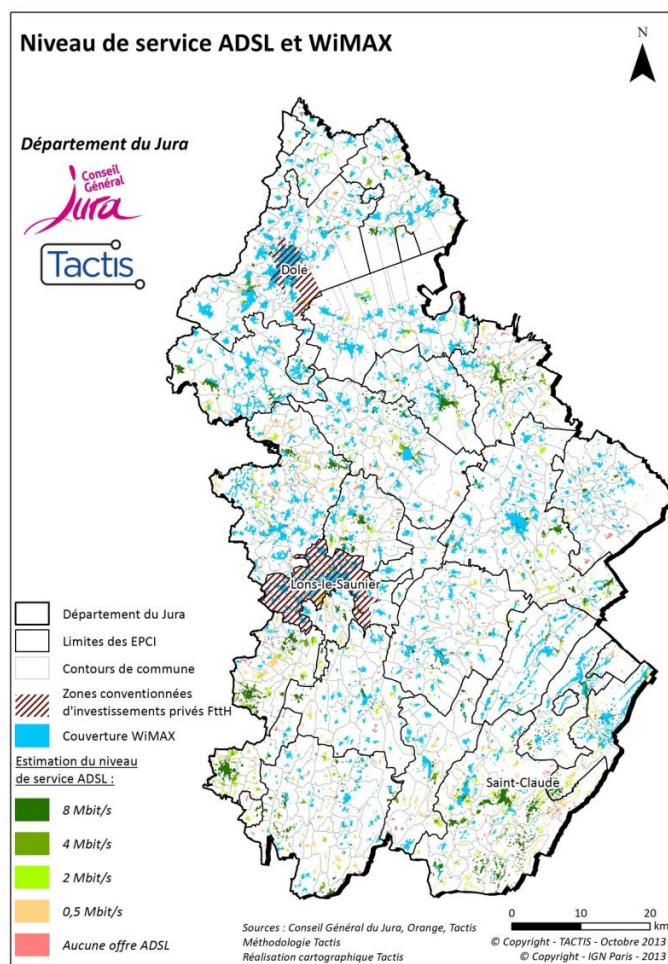 Niveau de service ADSL et WiMAX
N
Département du Jura
Conseil
Général
Jura
Tactis
Dole
Lons-le-Saunier
Saint-Claude
Département du Jura
Limites des EPCI
Contours de commune
Zones conventionnées
d'investissements privés FttH
Couverture WiMAX
Estimation du niveau
de service ADSL :
8 Mbit/s
4 Mbit/s
2 Mbit/s
0,5 Mbit/s
Aucune offre ADSL
Sources : Conseil Général du Jura, Orange, Tactis
Méthodologie Tactis
Réalisation cartographique Tactis
0 10 20
km
© Copyright - TACTIS - Octobre 2013
© Copyright - IGN Paris - 2013